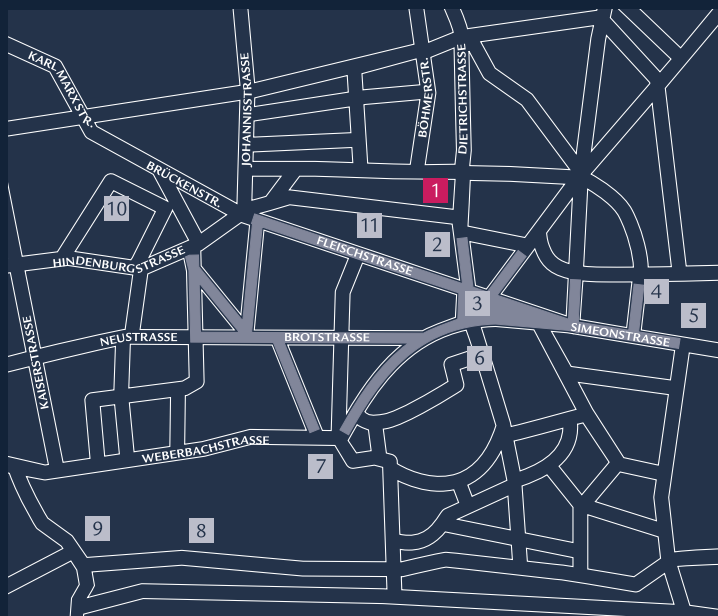 KARL MARX STR.
JOHANNISSTRASSE
BÖHMERSTR.
DIETRICHSTRASSE
BRÜCKENSTR.
1
10
11
2
FLEISCHSTRASSE
HINDENBURGSTRASSE
3
4
5
SIMEONSTRASSE
KAISERSTRASSE
NEUSTRASSE
BROTSTRASSE
6
WEBERBACHSTRASSE
7
9
8